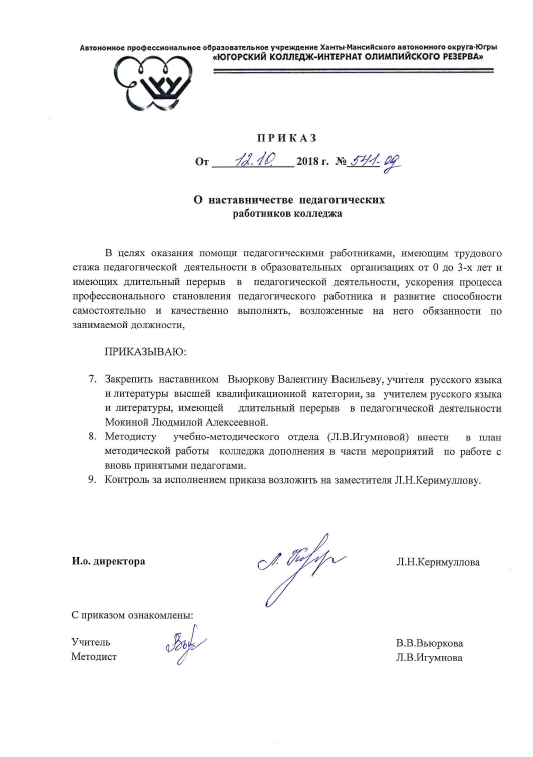 Автономное профессиональное образовательное учреждение Ханты-Мансийского автономного округа-Югры
«ЮГОРСКИЙ КОЛЛЕДЖ-ИНТЕРНАТ ОЛИМПИЙСКОГО РЕЗЕРВА»
П Р И К А З
От 12.10. 2018 г. № 541-од
О наставничестве педагогических
работников колледжа
В целях оказания помощи педагогическими работниками, имеющим трудового
стажа педагогической деятельности в образовательных организациях от 0 до 3-х лет и
имеющих длительный перерыв в педагогической деятельности, ускорения процесса
профессионального становления педагогического работника и развитие способности
самостоятельно и качественно выполнять, возложенные на него обязанности по
занимаемой должности,
ПРИКАЗЫВАЮ:
7. Закрепить наставником Вьюркову Валентину Васильеву, учителя русского языка
и литературы высшей квалификационной категории, за учителем русского языка
и литературы, имеющей длительный перерыв в педагогической деятельности
Мокиной Людмилой Алексеевной.
8. Методисту учебно-методического отдела (Л.В.Игумновой) внести в план
методической работы колледжа дополнения в части мероприятий по работе с
вновь принятыми педагогами.
9. Контроль за исполнением приказа возложить на заместителя Л.Н.Керимуллову.
И.о. директора Л.Н.Керимуллова
С приказом ознакомлены:
Учитель В.В.Вьюркова
Методист Л.В.Игумнова